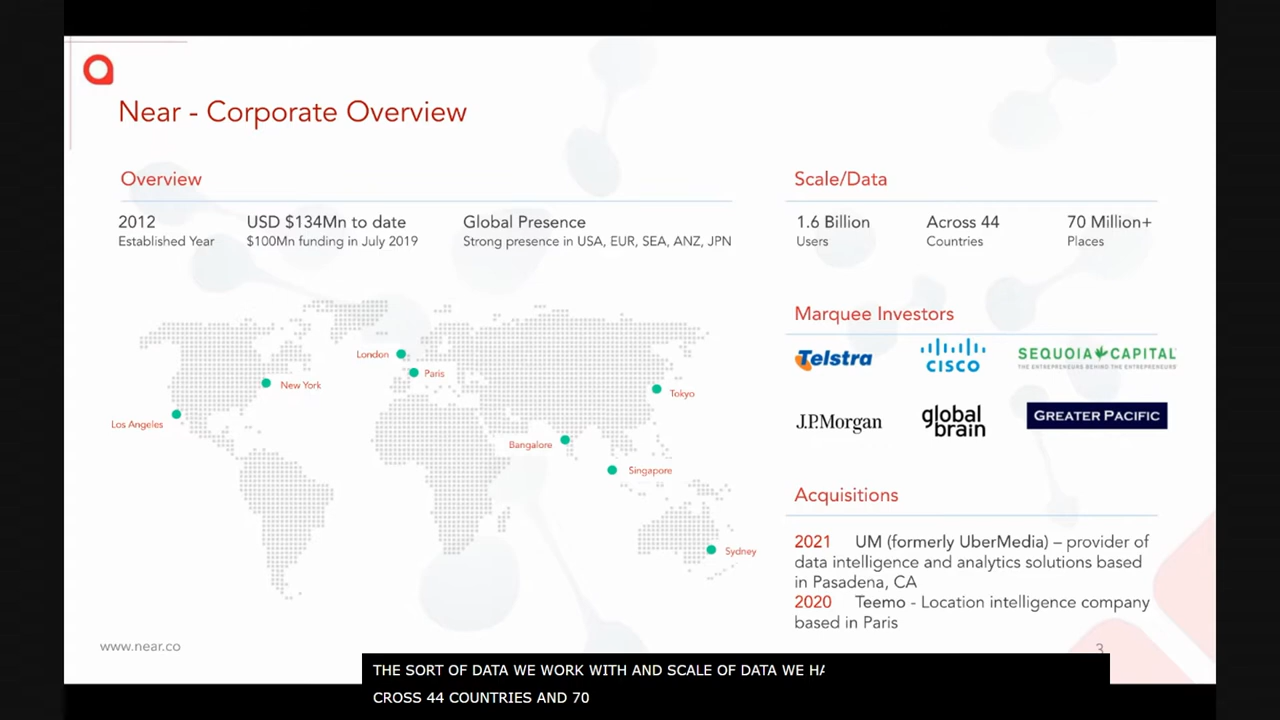 Near - Corporate Overview
Overview
2012
Established Year
USD $134Mn to date
$100Mn funding in July 2019
Global Presence
Strong presence in USA, EUR, SEA, ANZ, JPN
London
Paris
New York
Los Angeles
Tokyo
Bangalore
Singapore
Sydney
Scale/Data
1.6 Billion
Users
Across 44
Countries
70 Million+
Places
Marquee Investors
Telstra
CISCO
SEQUOIA CAPITAL
THE ENTREPRENEURS BEHIND THE ENTREPRENEURS
J.P.Morgan
global
brain
GREATER PACIFIC
Acquisitions
2021 UM (formerly UberMedia) – provider of
data intelligence and analytics solutions based
in Pasadena, CA
2020 Teemo - Location intelligence company
based in Paris
www.near.co
3
THE SORT OF DATA WE WORK WITH AND SCALE OF DATA WE HA
CROSS 44 COUNTRIES AND 70